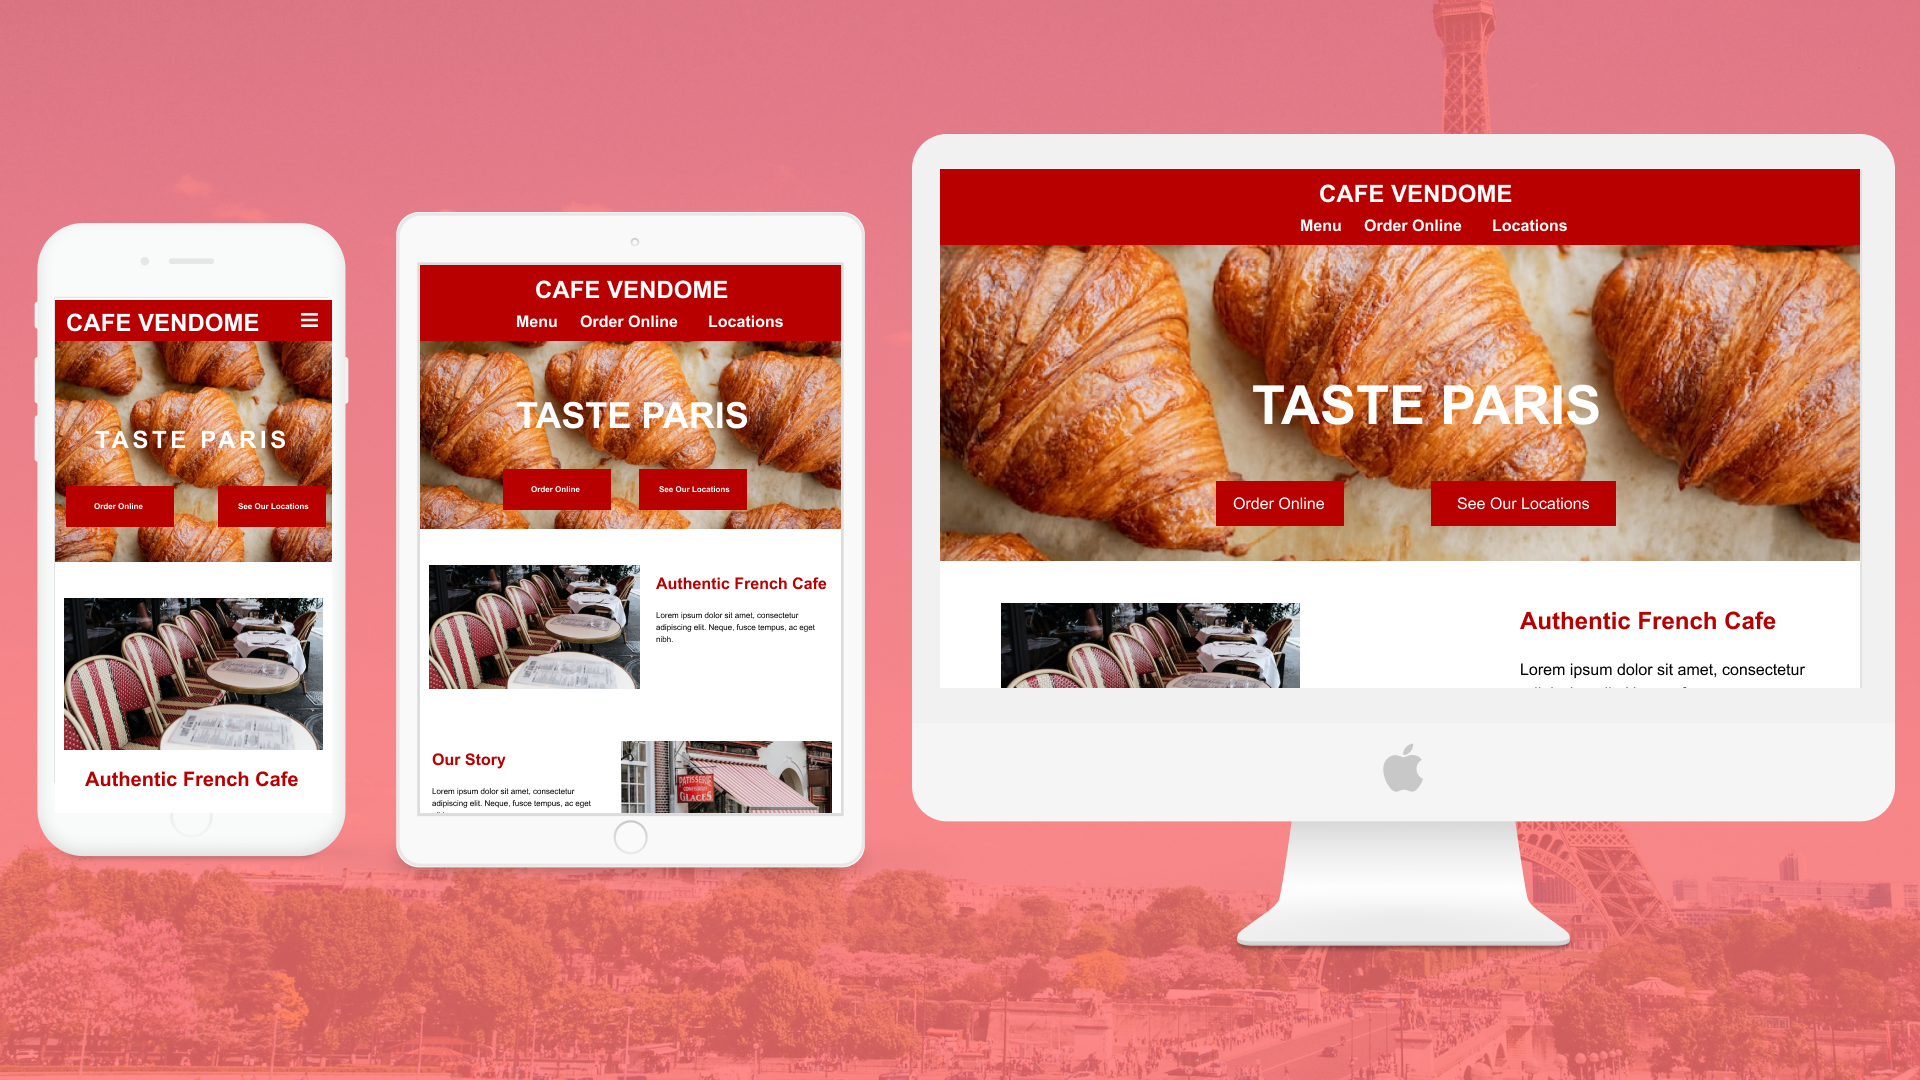 CAFE VENDOME
TASTE PARIS
Order Online
See Our Locations
Authentic French Cafe
CAFE VENDOME
Menu
Order Online
Locations
TASTE PARIS
Order Online
See Our Locations
Authentic French Cafe
Lorem ipsum dolor sit amet, consectetur
adipiscing elit. Neque, fusce tempus, ac eget
nibh.
Our Story
Lorem ipsum dolor sit amet, consectetur
adipiscing elit. Neque, fusce tempus, ac eget
PATISSERIE
GLACES
CAFE VENDOME
Menu
Order Online
Locations
TASTE PARIS
Order Online
See Our Locations
Authentic French Cafe
Lorem ipsum dolor sit amet, consectetur